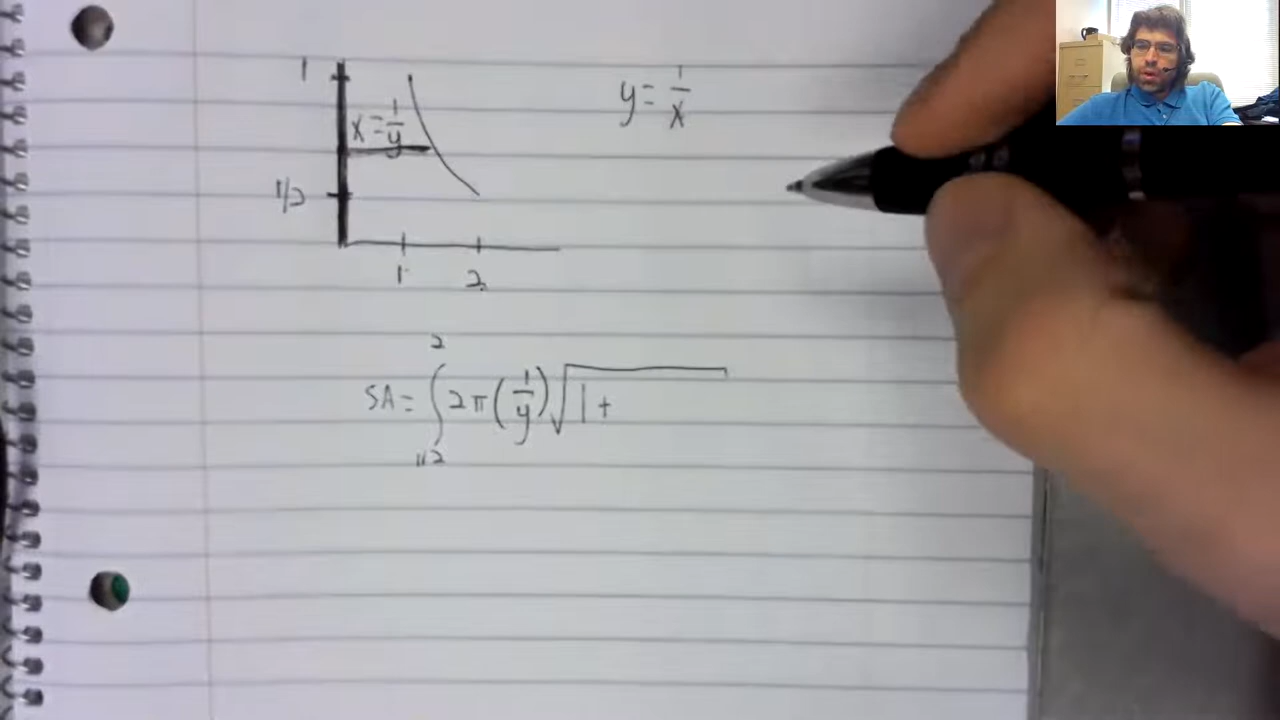 1
x = 1/y
y = 1/x
1/2
1 2
2
SA = ∫ 2π(1/y)√(1 +
1/2